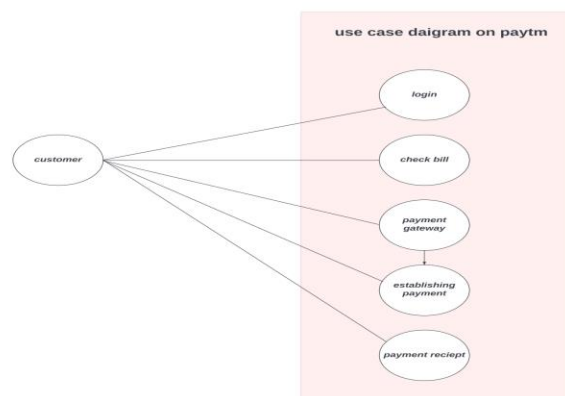 use case daigram on paytm
login
customer
check bill
payment
gateway
establishing
payment
payment reciept